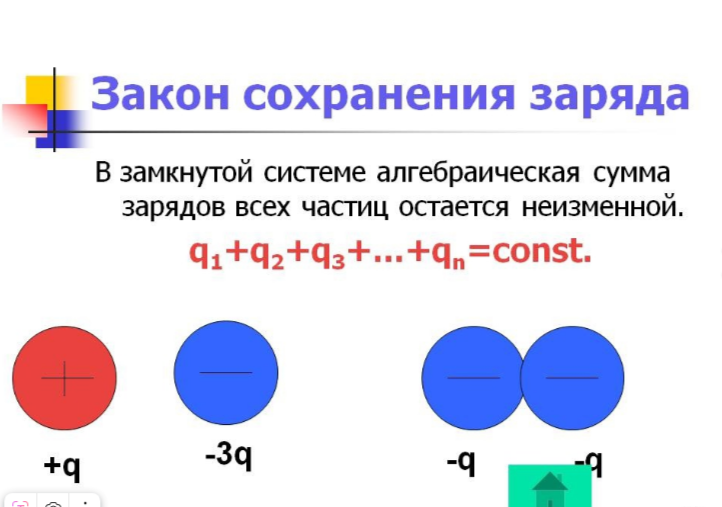 Закон сохранения заряда
В замкнутой системе алгебраическая сумма
зарядов всех частиц остается неизменной.
q₁+q₂+q₃+...+qₙ=const.
+q -3q -q -q